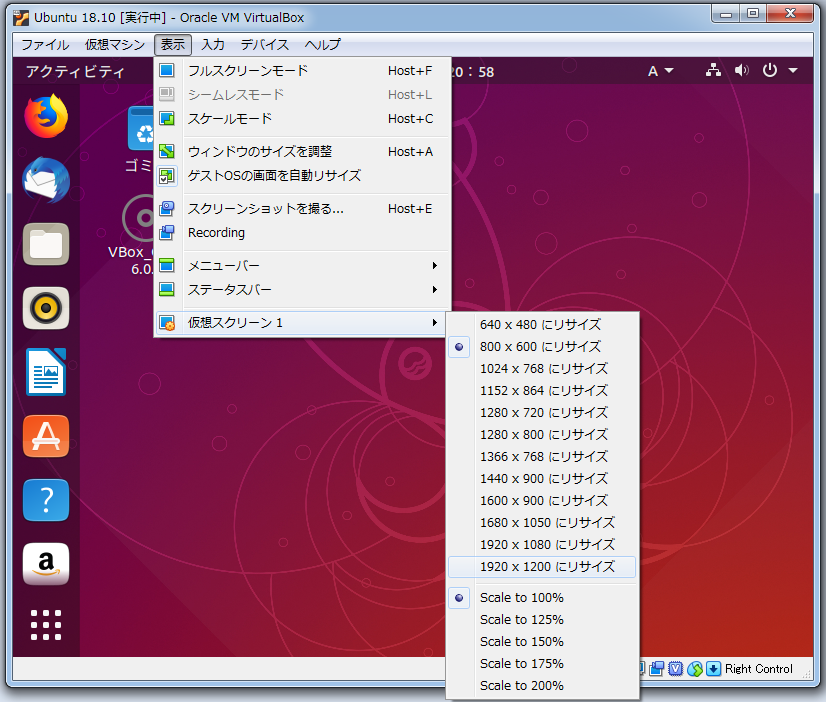 Ubuntu 18.10 [実行中] - Oracle VM VirtualBox
ファイル 仮想マシン 表示 入力 デバイス ヘルプ
アクティビティ
20：58
A
フルスクリーンモード Host+F
シームレスモード Host+L
スケールモード Host+C
ウィンドウのサイズを調整 Host+A
ゲストOSの画面を自動リサイズ
スクリーンショットを撮る... Host+E
Recording
メニューバー
ステータスバー
仮想スクリーン 1
ゴミ
VBox_
6.0.
640 x 480 にリサイズ
800 x 600 にリサイズ
1024 x 768 にリサイズ
1152 x 864 にリサイズ
1280 x 720 にリサイズ
1280 x 800 にリサイズ
1366 x 768 にリサイズ
1440 x 900 にリサイズ
1600 x 900 にリサイズ
1680 x 1050 にリサイズ
1920 x 1080 にリサイズ
1920 x 1200 にリサイズ
Scale to 100%
Scale to 125%
Scale to 150%
Scale to 175%
Scale to 200%
?
a
Right Control